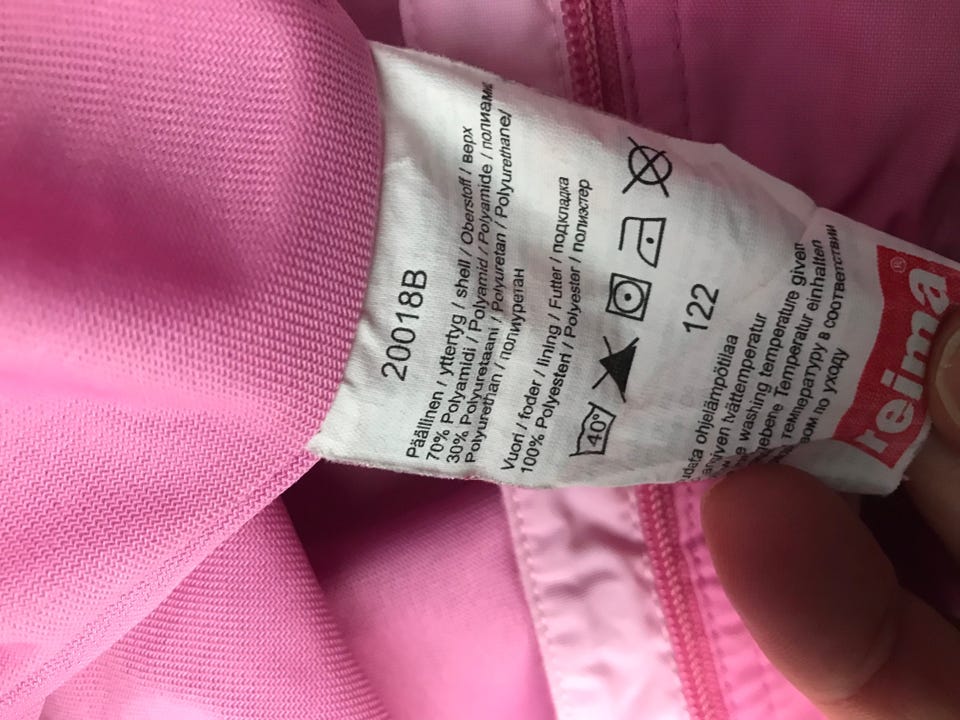 20018B
Päällinen / yttertyg / shell / Oberstoff / верх
70% Polyamidi / Polyamid / Polyamide / полиамид
30% Polyuretaani / Polyuretan / Polyurethane/
Polyurethan / полиуретан
Vuori / foder / lining / Futter / подкладка
100% Polyesteri / Polyester / полиэстер
40°
122
ohjelämpötilaa
tvättemperatur
washing temperature given
Temperatur einhalten
температуру в соответствии
по уходу
reima®